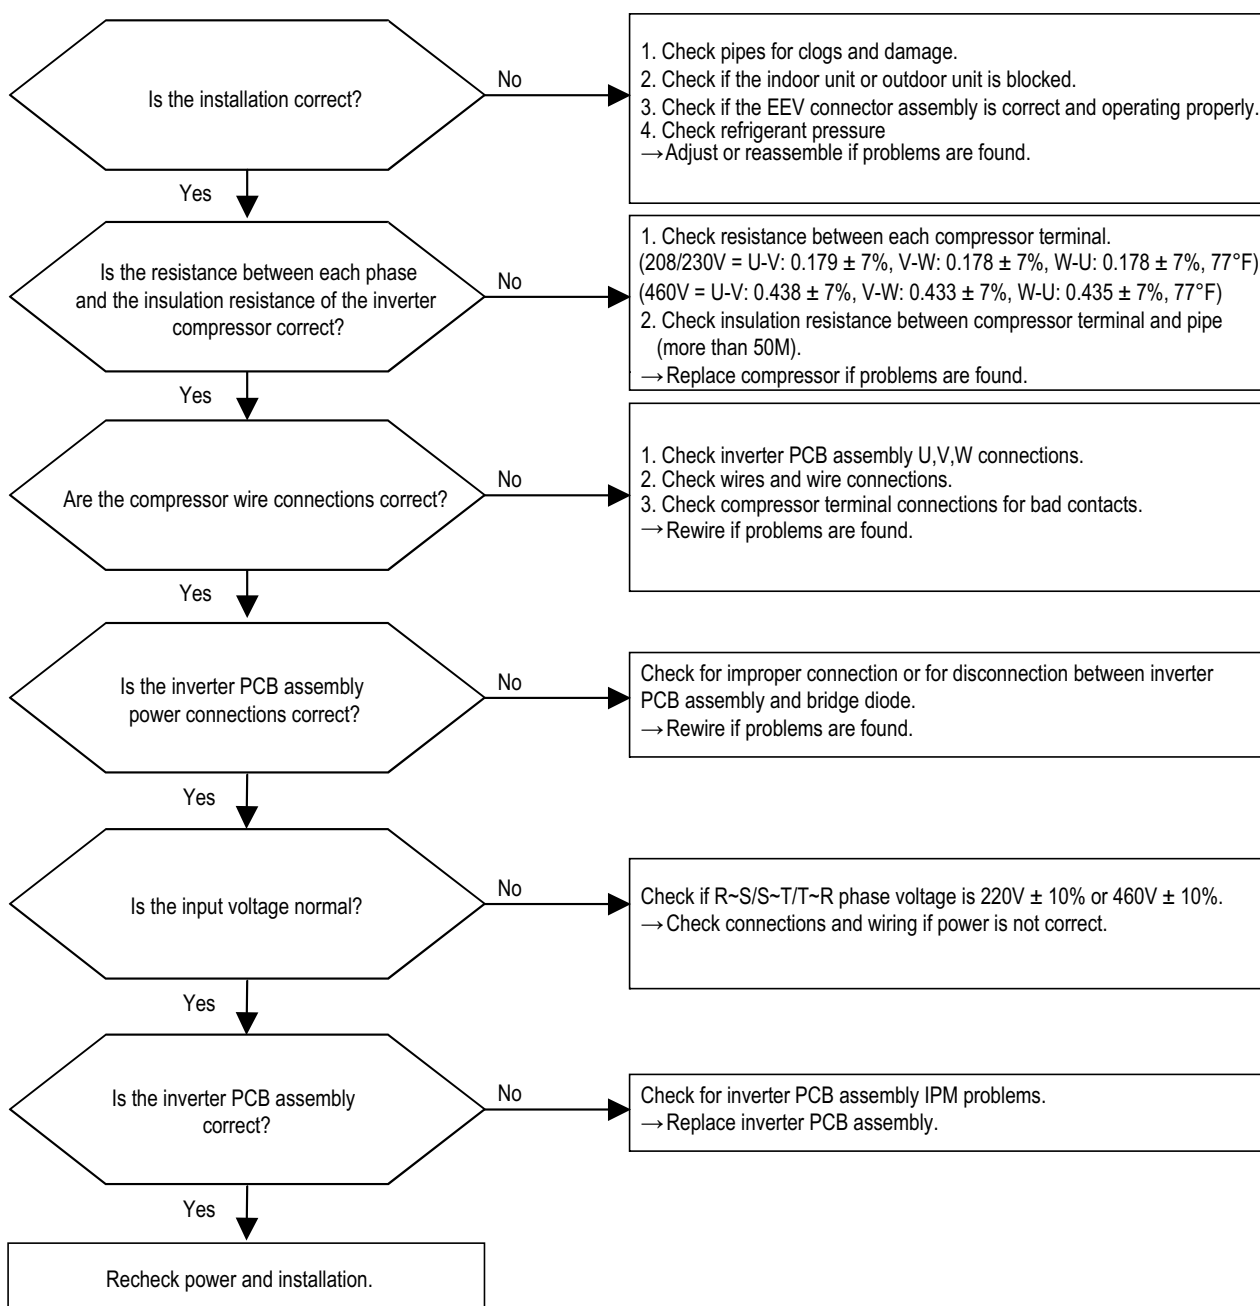 Is the installation correct?
No
1. Check pipes for clogs and damage.
2. Check if the indoor unit or outdoor unit is blocked.
3. Check if the EEV connector assembly is correct and operating properly.
4. Check refrigerant pressure
→Adjust or reassemble if problems are found.
Yes
Is the resistance between each phase
and the insulation resistance of the inverter
compressor correct?
No
1. Check resistance between each compressor terminal.
(208/230V = U-V: 0.179 ± 7%, V-W: 0.178 ± 7%, W-U: 0.178 ± 7%, 77°F)
(460V = U-V: 0.438 ± 7%, V-W: 0.433 ± 7%, W-U: 0.435 ± 7%, 77°F)
2. Check insulation resistance between compressor terminal and pipe
(more than 50M).
→Replace compressor if problems are found.
Yes
Are the compressor wire connections correct?
No
1. Check inverter PCB assembly U,V,W connections.
2. Check wires and wire connections.
3. Check compressor terminal connections for bad contacts.
→Rewire if problems are found.
Yes
Is the inverter PCB assembly
power connections correct?
No
Check for improper connection or for disconnection between inverter
PCB assembly and bridge diode.
→Rewire if problems are found.
Yes
Is the input voltage normal?
No
Check if R~S/S~T/T~R phase voltage is 220V ± 10% or 460V ± 10%.
→Check connections and wiring if power is not correct.
Yes
Is the inverter PCB assembly
correct?
No
Check for inverter PCB assembly IPM problems.
→Replace inverter PCB assembly.
Yes
Recheck power and installation.